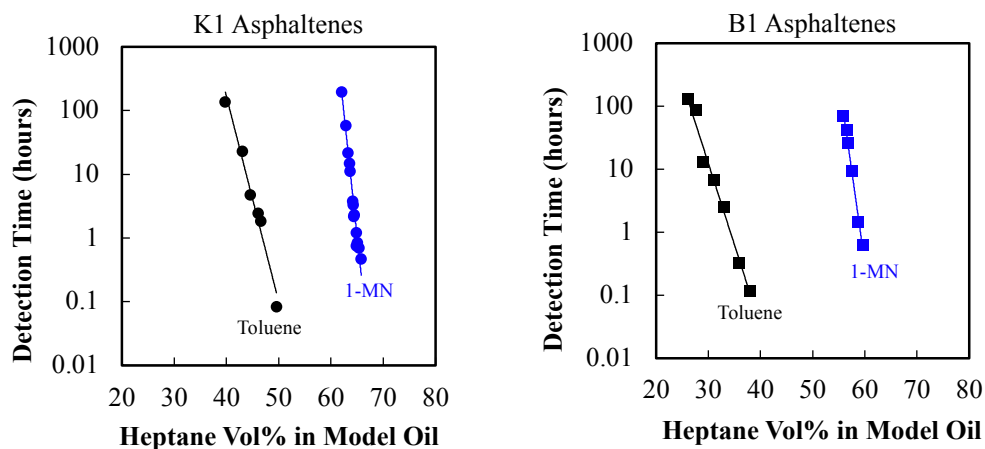 K1 Asphaltenes
1000
100
10
1
0.1
0.01
Detection Time (hours)
1-MN
Toluene
20 30 40 50 60 70 80
Heptane Vol% in Model Oil
B1 Asphaltenes
1000
100
10
1
0.1
0.01
Detection Time (hours)
1-MN
Toluene
20 30 40 50 60 70 80
Heptane Vol% in Model Oil